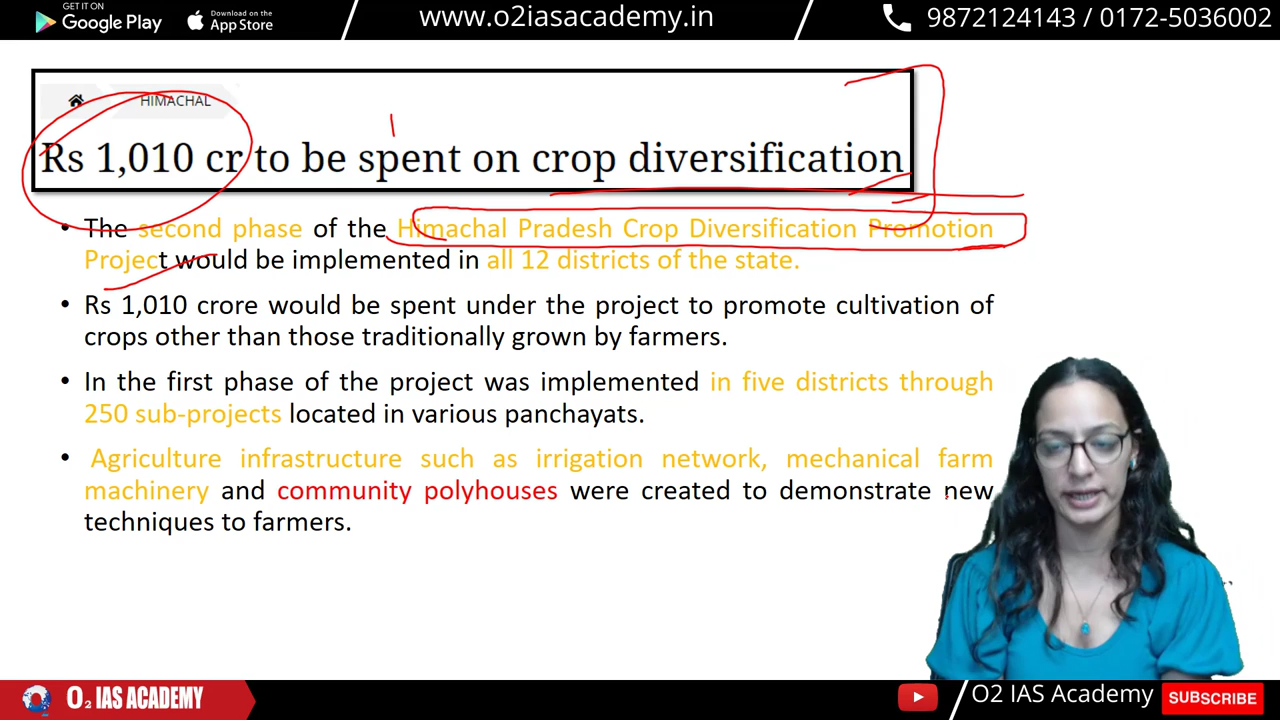 GET IT ON
Google Play
Download on the
App Store
www.o2iasacademy.in
9872124143 / 0172-5036002
HIMACHAL
Rs 1,010 cr to be spent on crop diversification
• The second phase of the Himachal Pradesh Crop Diversification Promotion
Project would be implemented in all 12 districts of the state.
• Rs 1,010 crore would be spent under the project to promote cultivation of
crops other than those traditionally grown by farmers.
• In the first phase of the project was implemented in five districts through
250 sub-projects located in various panchayats.
• Agriculture infrastructure such as irrigation network, mechanical farm
machinery and community polyhouses were created to demonstrate new
techniques to farmers.
O2 IAS ACADEMY
O2 IAS Academy
SUBSCRIBE